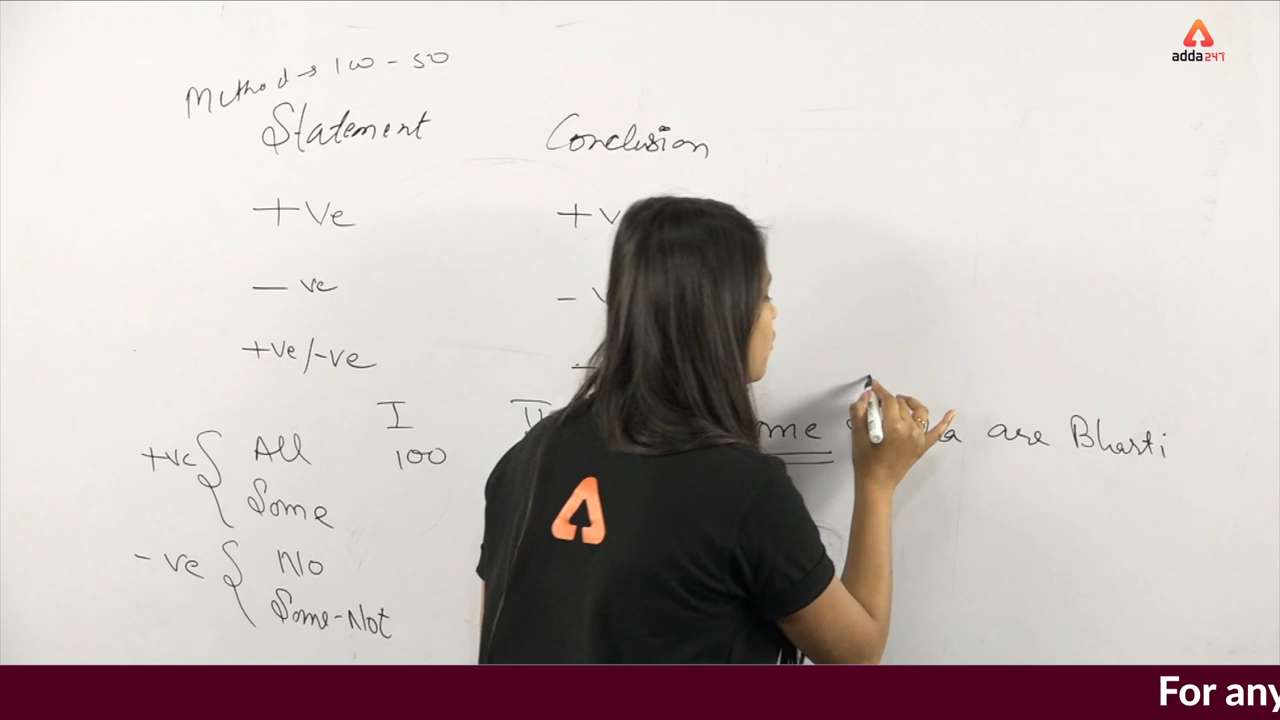 adda247
Method → 100 - 50
Statement Conclusion
+ve +v
- ve - v
+ve/-ve
I II
+ve All 100 are Bharti
Some
- ve No
Some-Not
For any